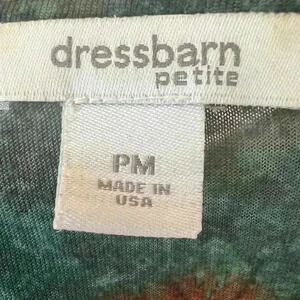 dressbarn
petite
PM
MADE IN
USA